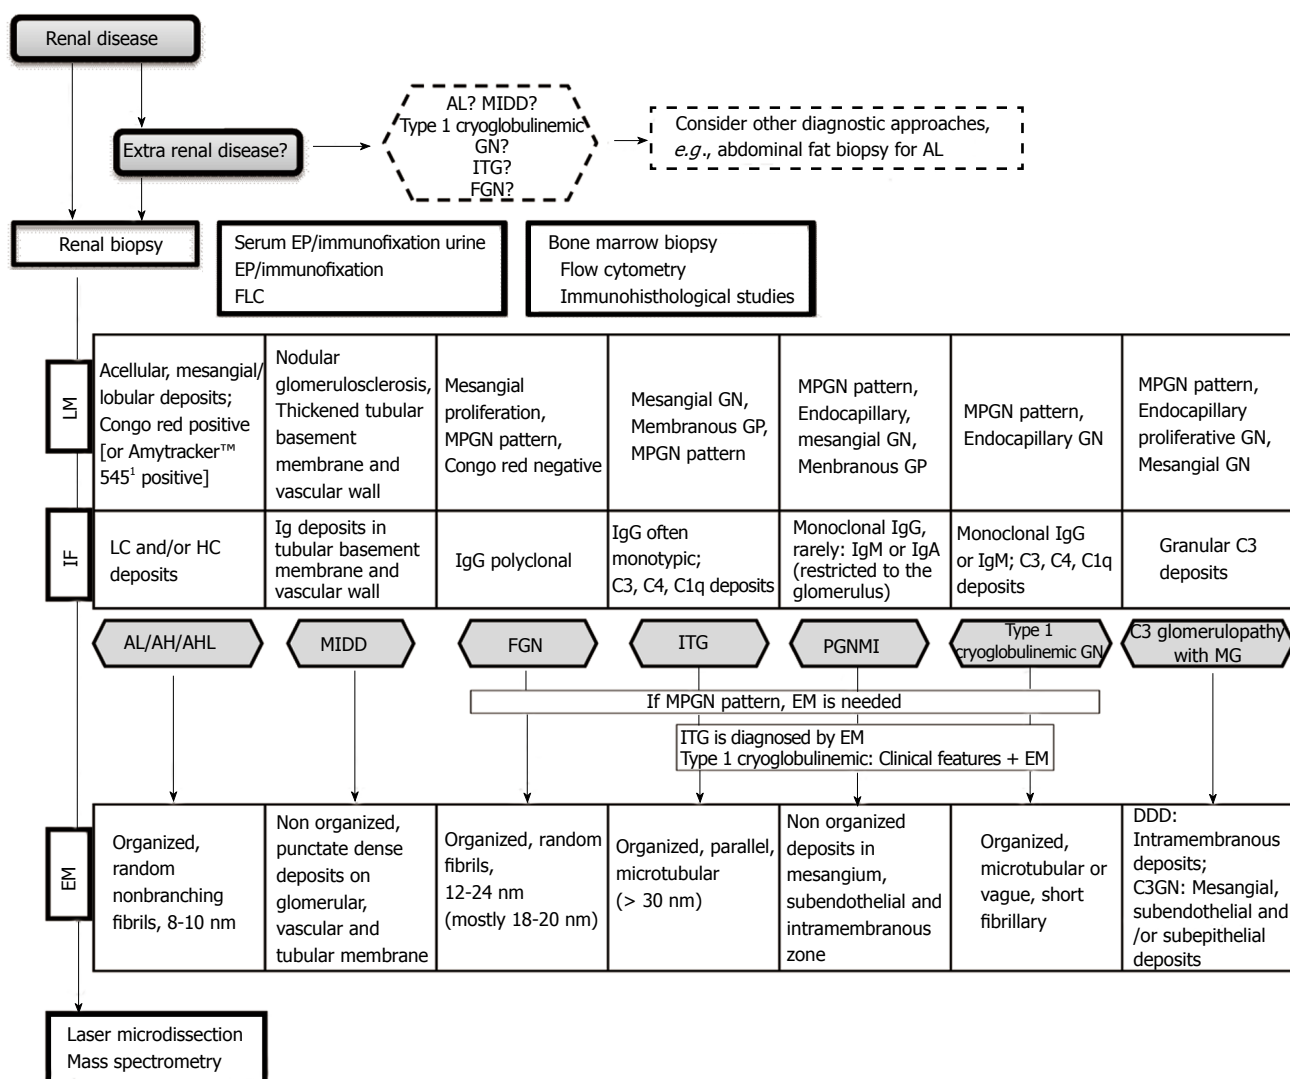 Renal disease
AL? MIDD?
Type 1 cryoglobulinemic
GN?
ITG?
FGN?
Consider other diagnostic approaches,
e.g., abdominal fat biopsy for AL
Extra renal disease?
Renal biopsy
Serum EP/immunofixation urine
EP/immunofixation
FLC
Bone marrow biopsy
Flow cytometry
Immunohisthological studies
LM
Acellular, mesangial/
lobular deposits;
Congo red positive
[or Amytracker™
545¹ positive]
Nodular
glomerulosclerosis,
Thickened tubular
basement
membrane and
vascular wall
Mesangial
proliferation,
MPGN pattern,
Congo red negative
Mesangial GN,
Membranous GP,
MPGN pattern
MPGN pattern,
Endocapillary,
mesangial GN,
Menbranous GP
MPGN pattern,
Endocapillary GN
MPGN pattern,
Endocapillary
proliferative GN,
Mesangial GN
IF
LC and/or HC
deposits
Ig deposits in
tubular basement
membrane and
vascular wall
IgG polyclonal
IgG often
monotypic;
C3, C4, C1q deposits
Monoclonal IgG,
rarely: IgM or IgA
(restricted to the
glomerulus)
Monoclonal IgG
or IgM; C3, C4, C1q
deposits
Granular C3
deposits
AL/AH/AHL
MIDD
FGN
ITG
PGNMI
Type 1
cryoglobulinemic GN
C3 glomerulopathy
with MG
If MPGN pattern, EM is needed
ITG is diagnosed by EM
Type 1 cryoglobulinemic: Clinical features + EM
EM
Organized,
random
nonbranching
fibrils, 8-10 nm
Non organized,
punctate dense
deposits on
glomerular,
vascular and
tubular membrane
Organized, random
fibrils,
12-24 nm
(mostly 18-20 nm)
Organized, parallel,
microtubular
(> 30 nm)
Non organized
deposits in
mesangium,
subendothelial and
intramembranous
zone
Organized,
microtubular or
vague, short
fibrillary
DDD:
Intramembranous
deposits;
C3GN: Mesangial,
subendothelial and
/or subepithelial
deposits
Laser microdissection
Mass spectrometry